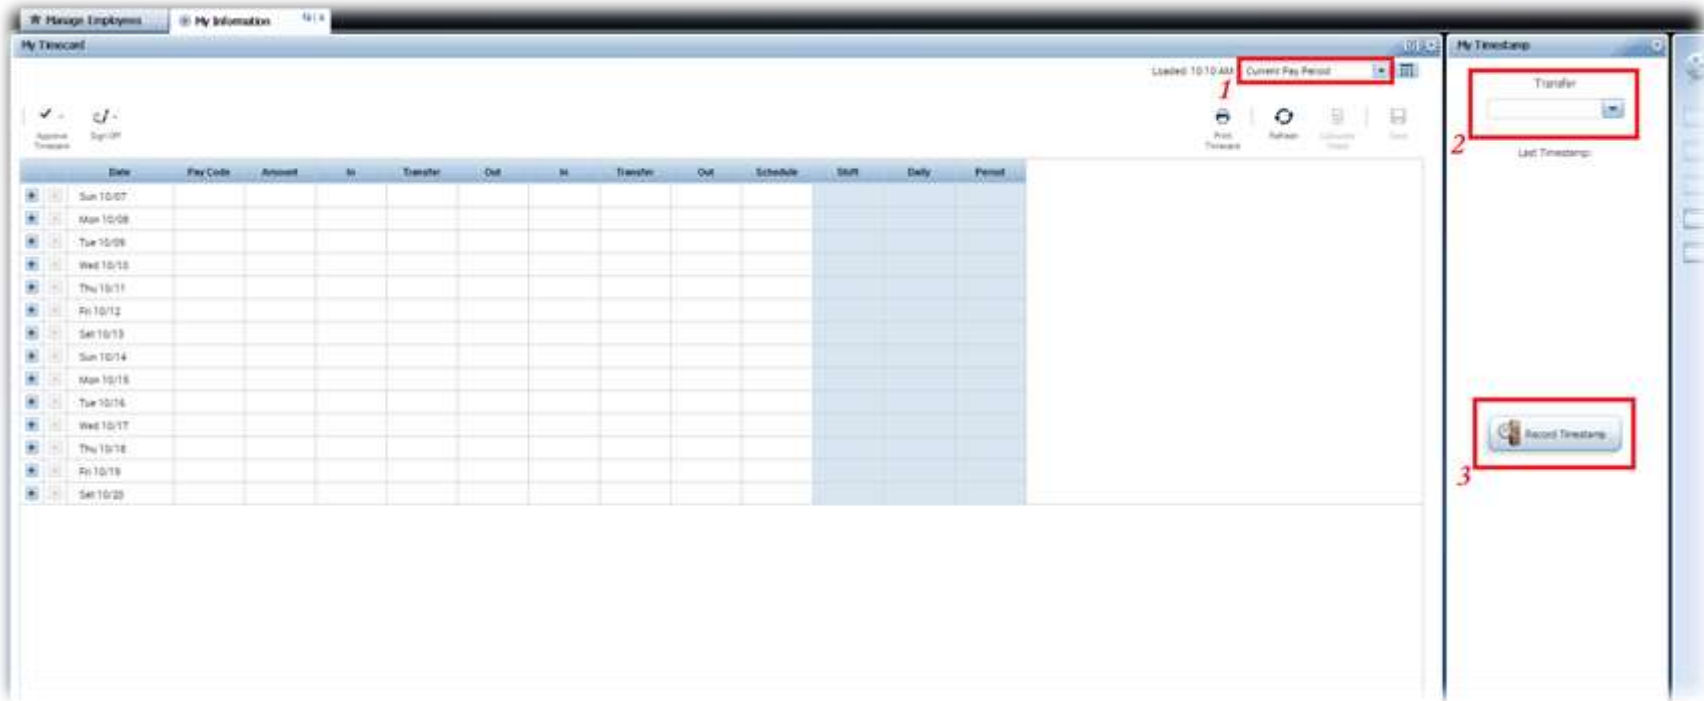 Manage Employees My Information
My Timecard
My Timestamp
Loaded: 10:10 AM Current Pay Period
1
Transfer
2
Last Timestamp:
Approve Timecard
Sign Off
Print Timecard
Refresh
Calculate Totals
Save
Date Pay Code Amount In Transfer Out In Transfer Out Schedule Shift Daily Period
Sun 10/07
Mon 10/08
Tue 10/09
Wed 10/10
Thu 10/11
Fri 10/12
Sat 10/13
Sun 10/14
Mon 10/15
Tue 10/16
Wed 10/17
Thu 10/18
Fri 10/19
Sat 10/20
Record Timestamp
3